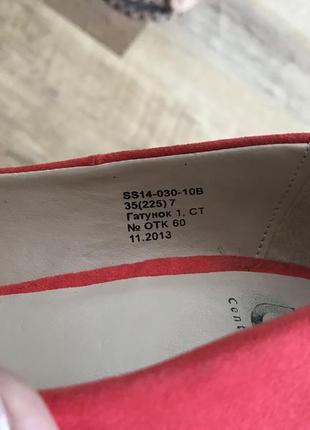 SS14-030-10B
35(225) 7
Гатунок 1, СТ
№ ОТК 60
11.2013